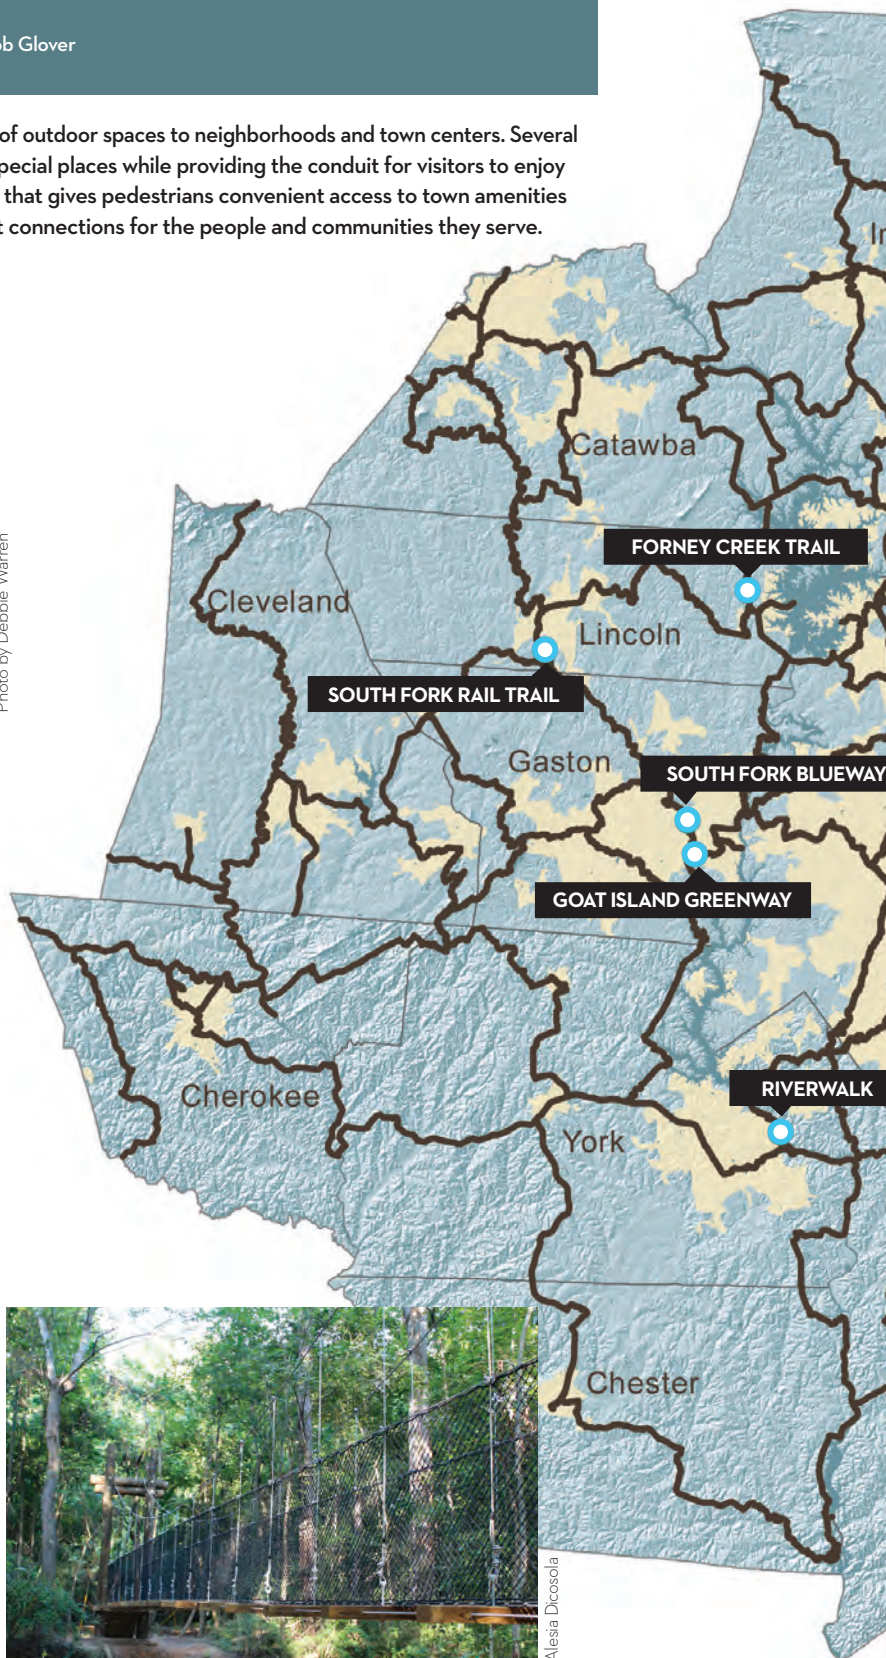 ob Glover
of outdoor spaces to neighborhoods and town centers. Several
pecial places while providing the conduit for visitors to enjoy
that gives pedestrians convenient access to town amenities
t connections for the people and communities they serve.
Photo by Debbie Warren
Ir
Catawba
FORNEY CREEK TRAIL
Cleveland
Lincoln
SOUTH FORK RAIL TRAIL
Gaston
SOUTH FORK BLUEWAY
GOAT ISLAND GREENWAY
RIVERWALK
Cherokee
York
Chester
Alesia Dicosola